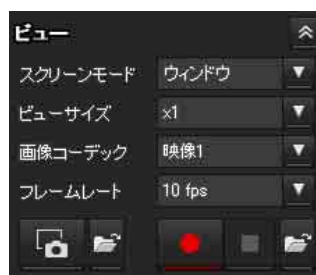 ビュー
スクリーンモード ウィンドウ
ビューサイズ x1
画像コーデック 映像1
フレームレート 10 fps